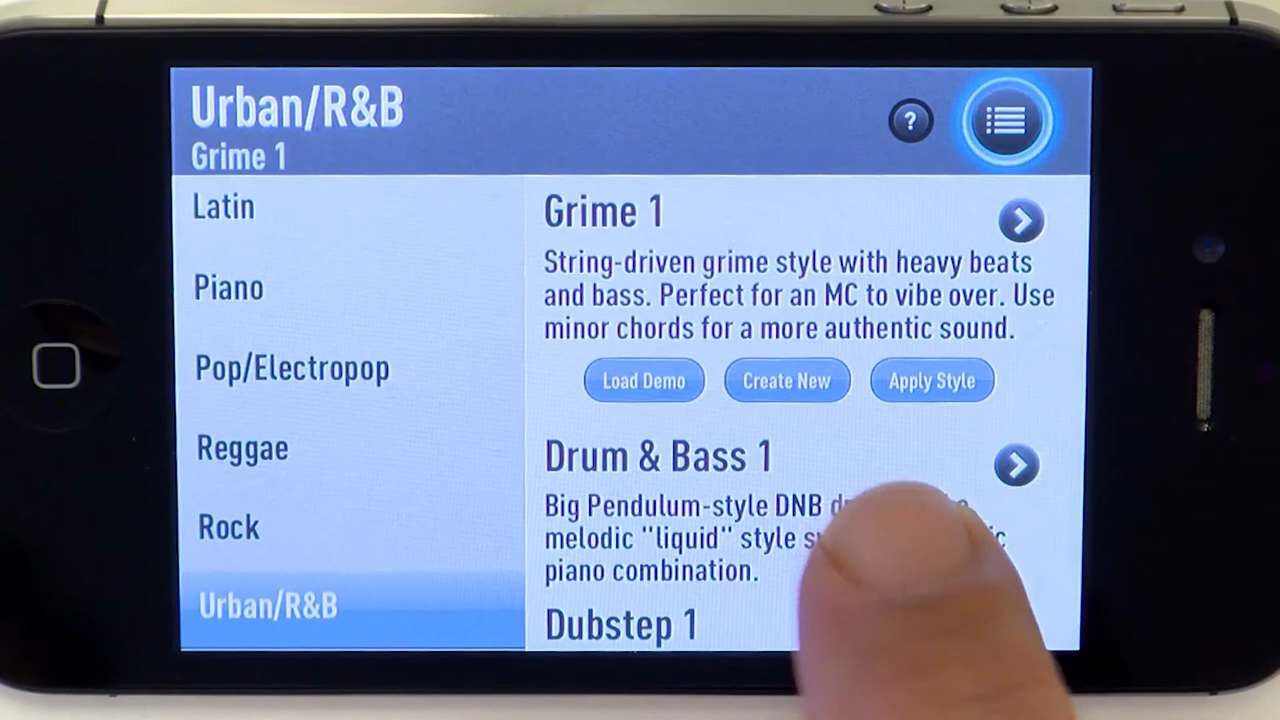 Urban/R&B
Grime 1
?
Latin
Piano
Pop/Electropop
Reggae
Rock
Urban/R&B
Grime 1
String-driven grime style with heavy beats
and bass. Perfect for an MC to vibe over. Use
minor chords for a more authentic sound.
Load Demo
Create New
Apply Style
Drum & Bass 1
Big Pendulum-style DNB
melodic "liquid" style
piano combination.
Dubstep 1